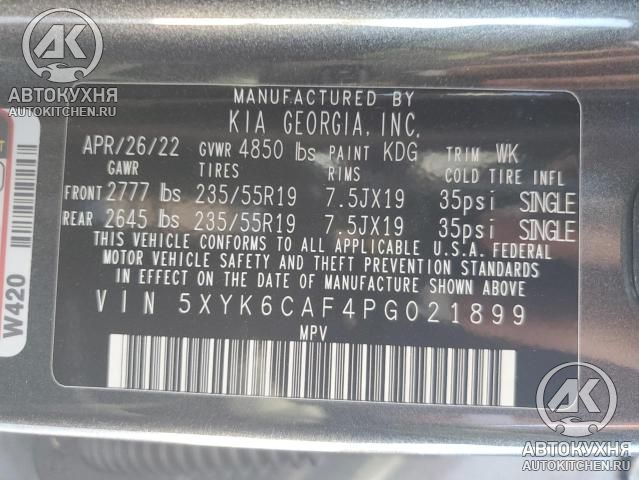 АК
АВТОКУХНЯ
AUTOKITCHEN.RU
MANUFACTURED BY
KIA GEORGIA, INC.
APR/26/22 GVWR 4850 lbs PAINT KDG TRIM WK
GAWR TIRES RIMS COLD TIRE INFL
FRONT 2777 lbs 235/55R19 7.5JX19 35psi SINGLE
REAR 2645 lbs 235/55R19 7.5JX19 35psi SINGLE
THIS VEHICLE CONFORMS TO ALL APPLICABLE U.S.A. FEDERAL
MOTOR VEHICLE SAFETY AND THEFT PREVENTION STANDARDS
IN EFFECT ON THE DATE OF MANUFACTURE SHOWN ABOVE
VIN 5XYK6CAF4PG021899
MPV
W420
АК
АВТОКУХНЯ
AUTOKITCHEN.RU